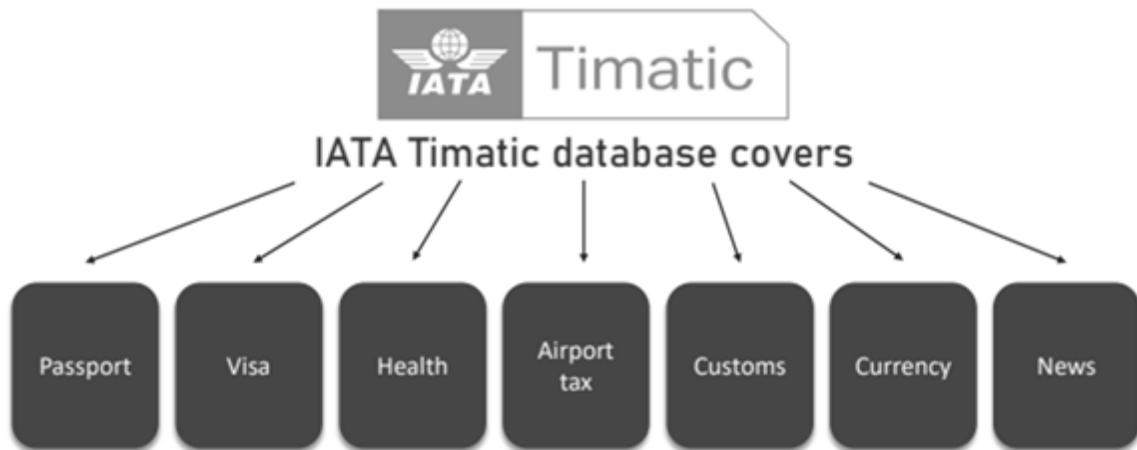 IATA
Timatic
IATA Timatic database covers
Passport
Visa
Health
Airport
tax
Customs
Currency
News